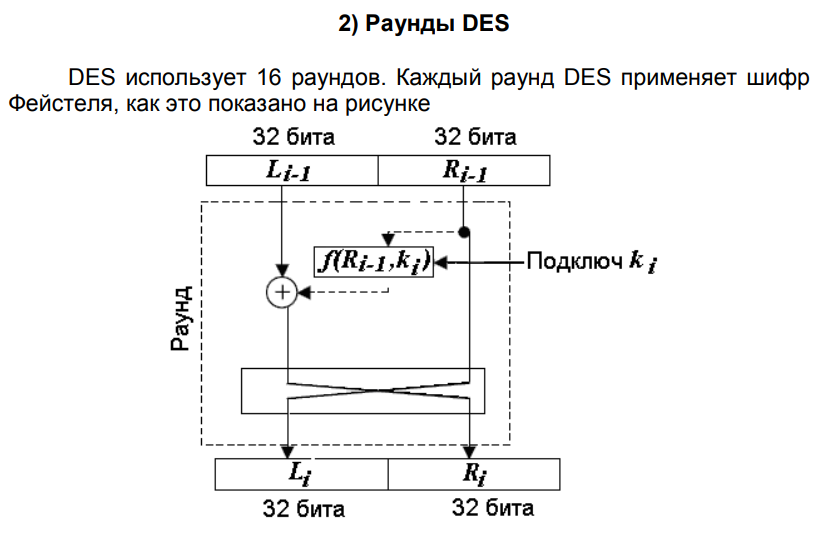 2) Раунды DES
DES использует 16 раундов. Каждый раунд DES применяет шифр
Фейстеля, как это показано на рисунке
32 бита 32 бита
Li-1 Ri-1
f(Ri-1,ki)
Подключ ki
+
Раунд
Li Ri
32 бита 32 бита